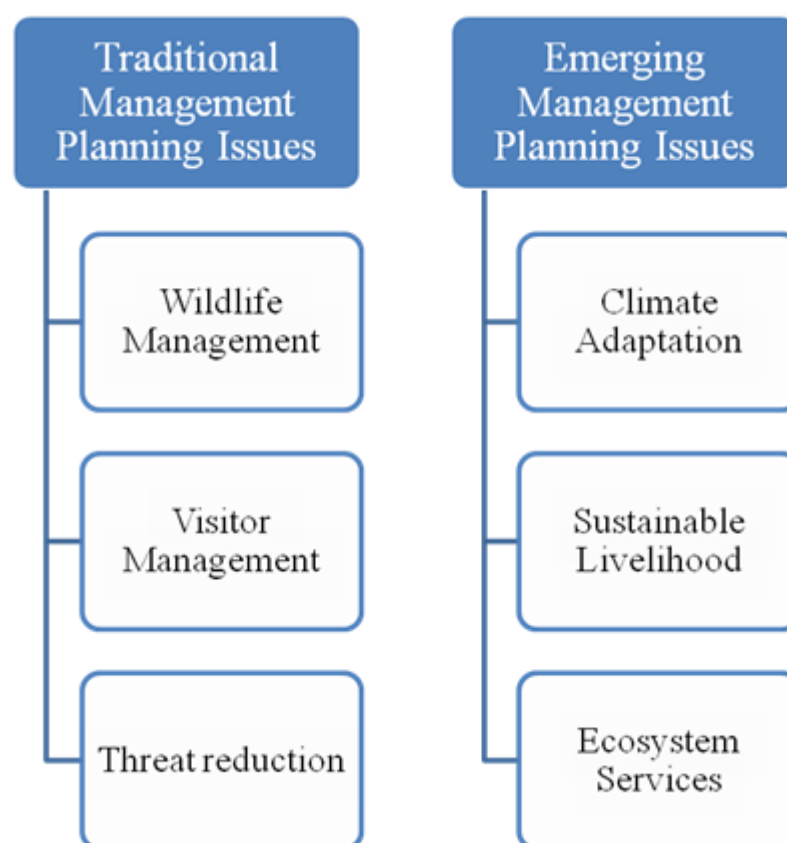 Traditional
Management
Planning Issues
Wildlife
Management
Visitor
Management
Threat reduction
Emerging
Management
Planning Issues
Climate
Adaptation
Sustainable
Livelihood
Ecosystem
Services